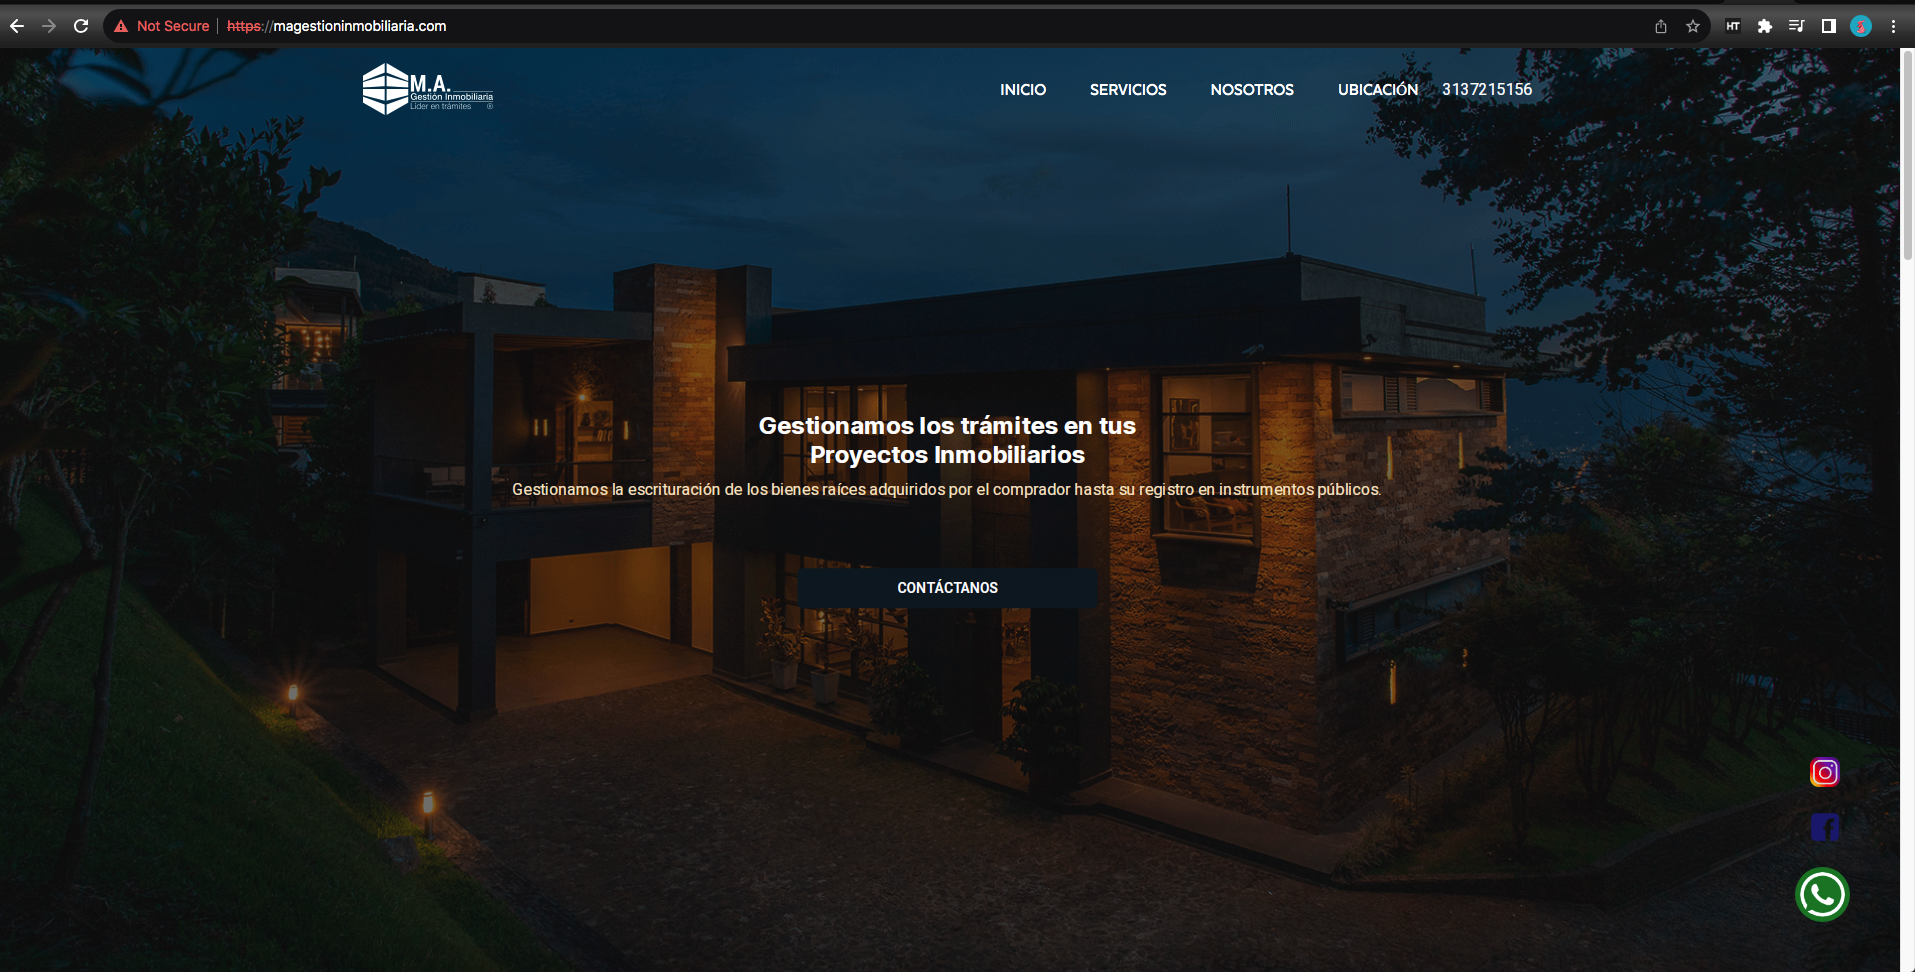 Not Secure
https://magestioninmobiliaria.com
HT
M.A.
Gestión Inmobiliaria
Lider en trámites ®
INICIO
SERVICIOS
NOSOTROS
UBICACIÓN
3137215156
Gestionamos los trámites en tus
Proyectos Inmobiliarios
Gestionamos la escrituración de los bienes raíces adquiridos por el comprador hasta su registro en instrumentos públicos.
CONTÁCTANOS